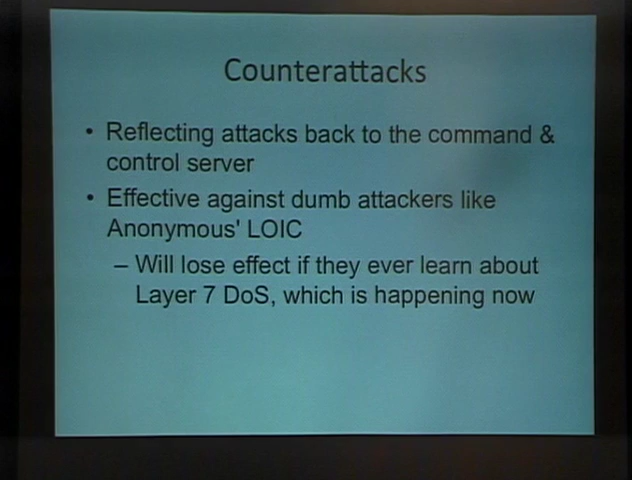 Counterattacks
• Reflecting attacks back to the command &
control server
• Effective against dumb attackers like
Anonymous' LOIC
– Will lose effect if they ever learn about
Layer 7 DoS, which is happening now